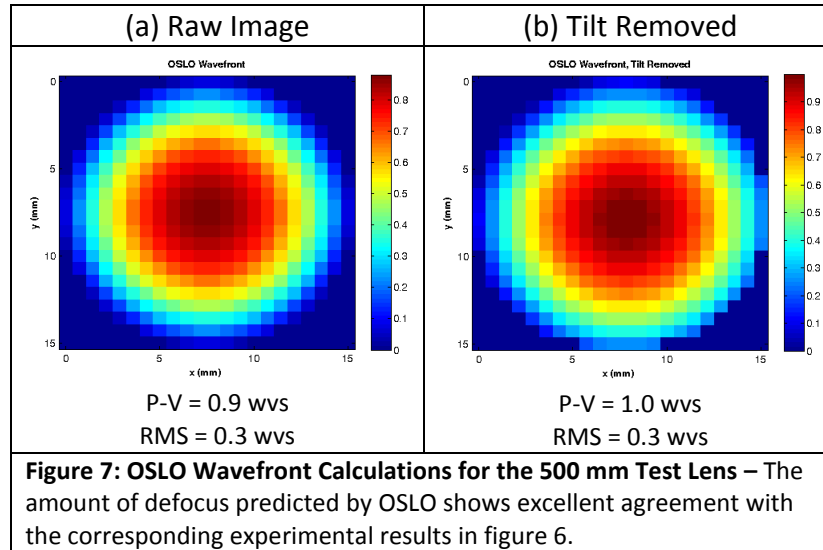 (a) Raw Image
(b) Tilt Removed
OSLO Wavefront
0
5
10
15
y (mm)
0
5
10
15
x (mm)
0.8
0.7
0.6
0.5
0.4
0.3
0.2
0.1
0
OSLO Wavefront, Tilt Removed
0
5
10
15
y (mm)
0
5
10
15
x (mm)
0.9
0.8
0.7
0.6
0.5
0.4
0.3
0.2
0.1
0
P-V = 0.9 wvs
RMS = 0.3 wvs
P-V = 1.0 wvs
RMS = 0.3 wvs
Figure 7: OSLO Wavefront Calculations for the 500 mm Test Lens – The
amount of defocus predicted by OSLO shows excellent agreement with
the corresponding experimental results in figure 6.